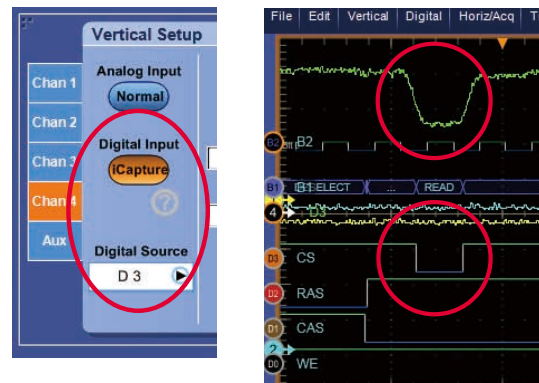 Vertical Setup
Chan 1
Chan 2
Chan 3
Chan 4
Aux
Analog Input
Normal
Digital Input
iCapture
?
Digital Source
D 3
File Edit Vertical Digital Horiz/Acq T
B2 B2
B1 B1 DESELECT ... READ
4 D3
D3 CS
D2 RAS
D1 CAS
2
D0 WE